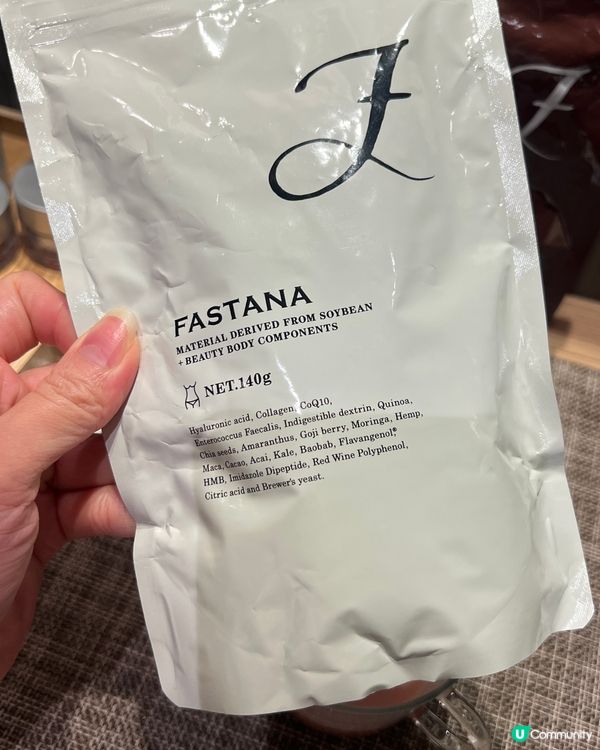 F
FASTANA
MATERIAL DERIVED FROM SOYBEAN
+ BEAUTY BODY COMPONENTS
NET.140g
Hyaluronic acid, Collagen, CoQ10,
Enterococcus Faecalis, Indigestible dextrin, Quinoa,
Chia seeds, Amaranthus, Goji berry, Moringa, Hemp,
Maca, Cacao, Acai, Kale, Baobab, Flavangenol®
HMB, Imidazole Dipeptide, Red Wine Polyphenol,
Citric acid and Brewer's yeast.
F
U Community